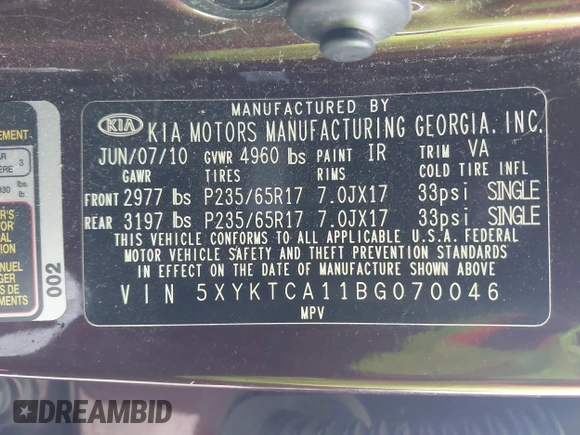 MANUFACTURED BY
KIA KIA MOTORS MANUFACTURING GEORGIA, INC.
JUN/07/10 GVWR 4960 lbs PAINT IR TRIM VA
GAWR TIRES RIMS COLD TIRE INFL
FRONT 2977 lbs P235/65R17 7.0JX17 33psi SINGLE
REAR 3197 lbs P235/65R17 7.0JX17 33psi SINGLE
THIS VEHICLE CONFORMS TO ALL APPLICABLE U.S.A. FEDERAL
MOTOR VEHICLE SAFETY AND THEFT PREVENTION STANDARDS
IN EFFECT ON THE DATE OF MANUFACTURE SHOWN ABOVE.
VIN 5XYKTCA11BG070046
MPV
002
DREAMBID